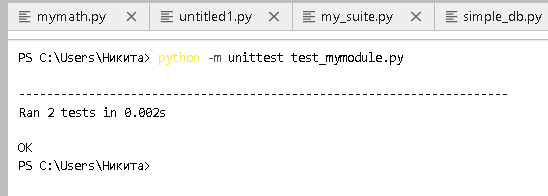 mymath.py untitled1.py my_suite.py simple_db.py
PS C:\Users\Никита> python -m unittest test_mymodule.py
----------------------------------------------------------------------
Ran 2 tests in 0.002s
OK
PS C:\Users\Никита>